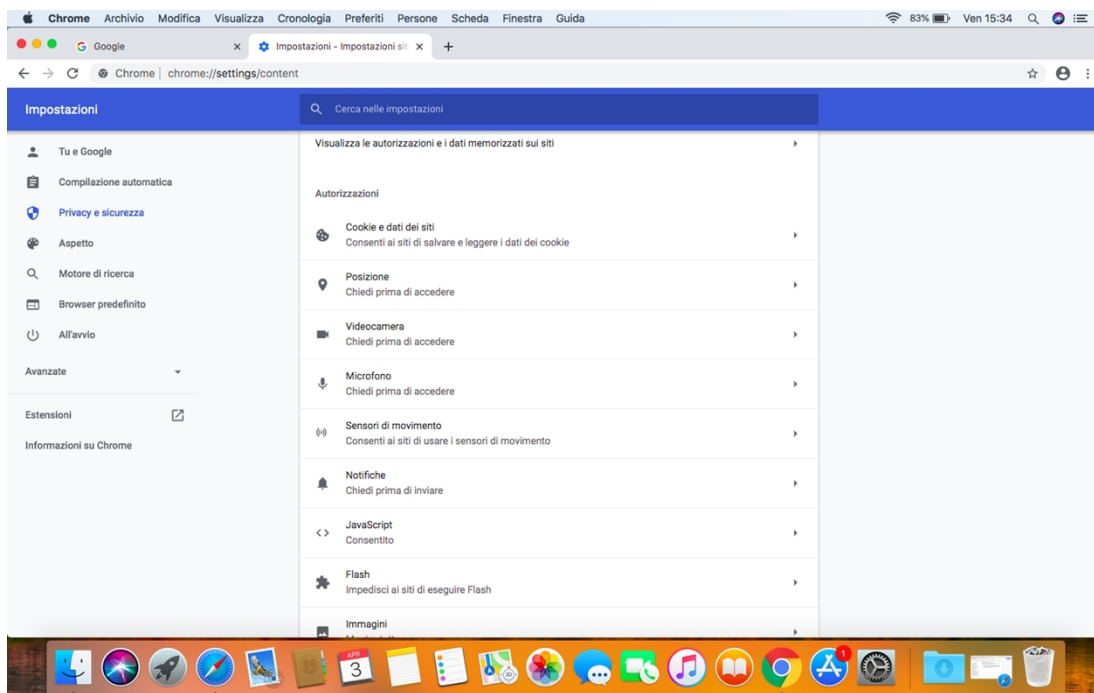 Chrome Archivio Modifica Visualizza Cronologia Preferiti Persone Scheda Finestra Guida 83% Ven 15:34
Google Impostazioni - Impostazioni sit
Chrome | chrome://settings/content
Impostazioni Cerca nelle impostazioni
Visualizza le autorizzazioni e i dati memorizzati sui siti
Tu e Google
Compilazione automatica
Privacy e sicurezza
Aspetto
Motore di ricerca
Browser predefinito
All'avvio
Avanzate
Estensioni
Informazioni su Chrome
Autorizzazioni
Cookie e dati dei siti
Consenti ai siti di salvare e leggere i dati dei cookie
Posizione
Chiedi prima di accedere
Videocamera
Chiedi prima di accedere
Microfono
Chiedi prima di accedere
Sensori di movimento
Consenti ai siti di usare i sensori di movimento
Notifiche
Chiedi prima di inviare
JavaScript
Consentito
Flash
Impedisci ai siti di eseguire Flash
Immagini
APR
3
1